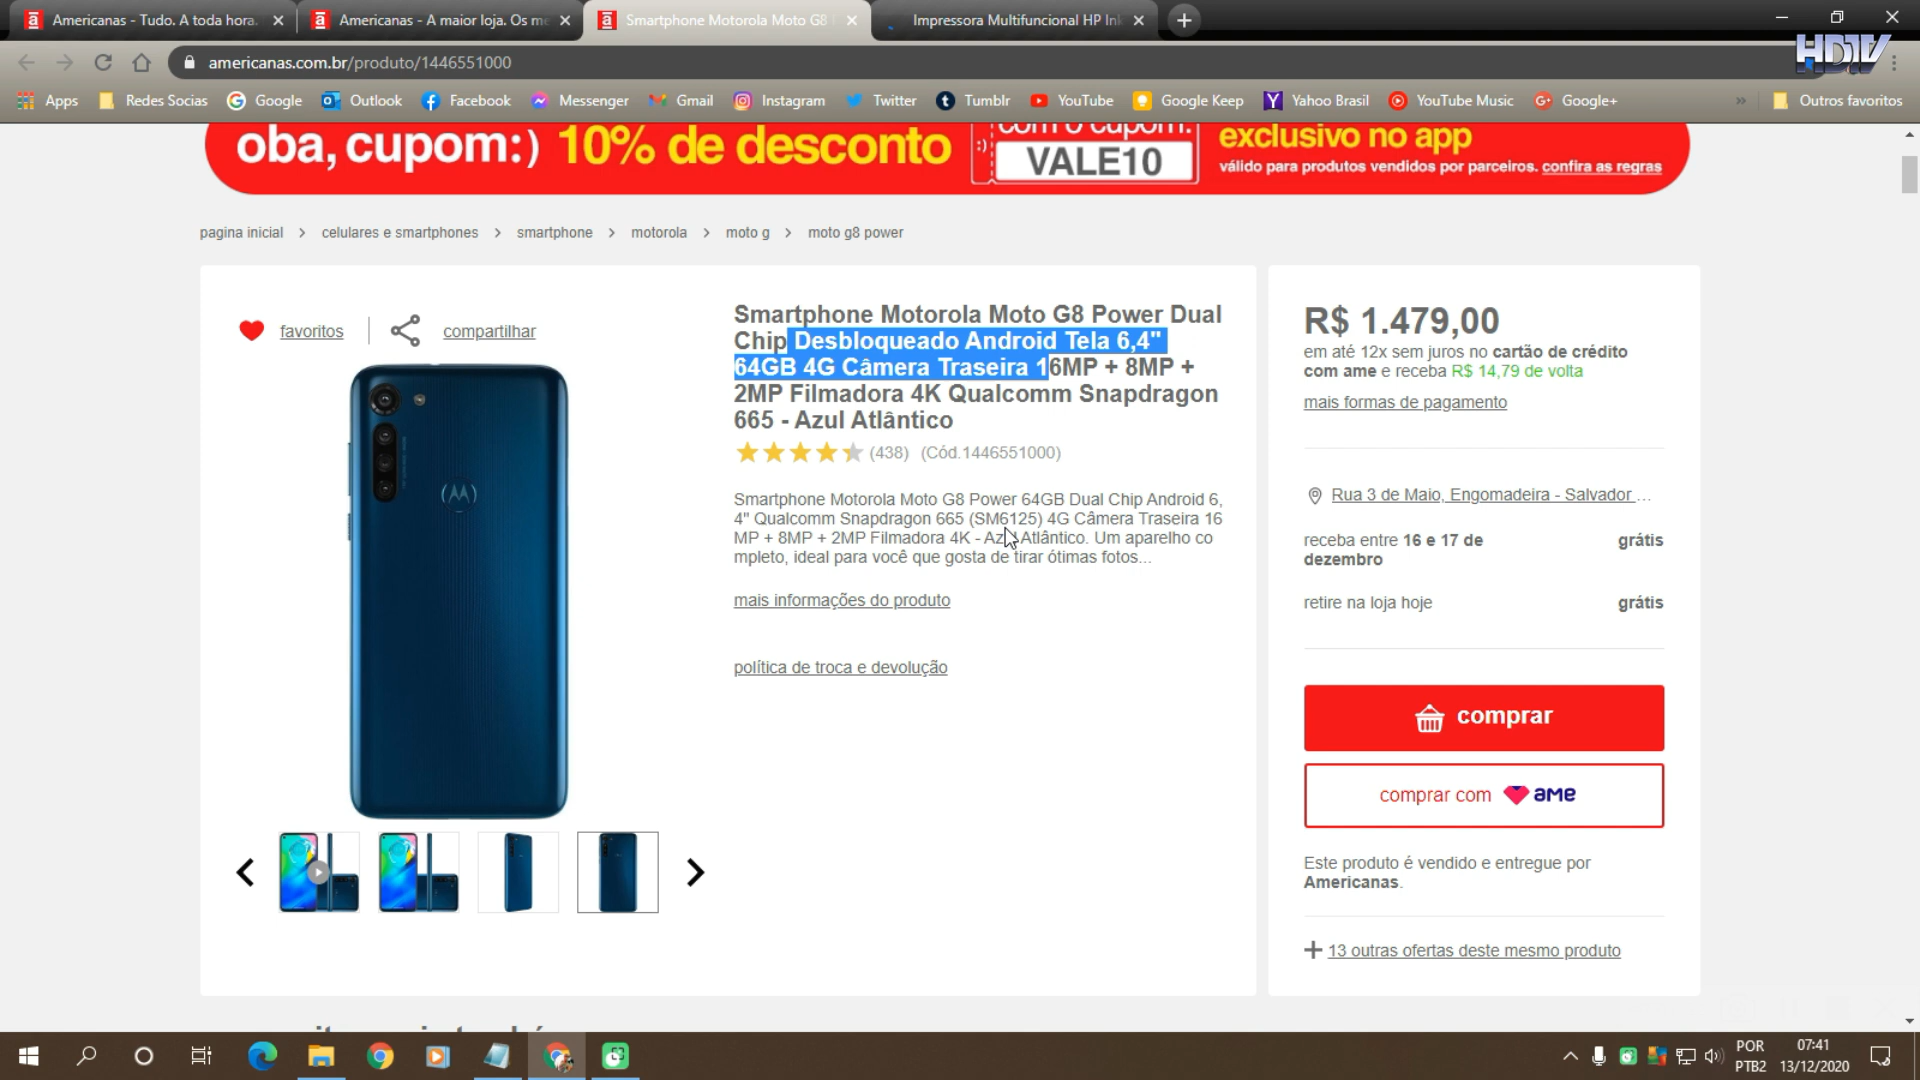 Americanas - Tudo. A toda hora.
Americanas - A maior loja. Os me
Smartphone Motorola Moto G8
Impressora Multifuncional HP Ink
HDTV
americanas.com.br/produto/1446551000
Apps
Redes Socias
Google
Outlook
Facebook
Messenger
Gmail
Instagram
Twitter
Tumblr
YouTube
Google Keep
Yahoo Brasil
YouTube Music
Google+
»
Outros favoritos
oba, cupom:) 10% de desconto
com o cupom:
VALE10
exclusivo no app
válido para produtos vendidos por parceiros. confira as regras
pagina inicial > celulares e smartphones > smartphone > motorola > moto g > moto g8 power
favoritos
compartilhar
Smartphone Motorola Moto G8 Power Dual
Chip Desbloqueado Android Tela 6,4"
64GB 4G Câmera Traseira 16MP + 8MP +
2MP Filmadora 4K Qualcomm Snapdragon
665 - Azul Atlântico
(438) (Cód.1446551000)
Smartphone Motorola Moto G8 Power 64GB Dual Chip Android 6,
4" Qualcomm Snapdragon 665 (SM6125) 4G Câmera Traseira 16
MP + 8MP + 2MP Filmadora 4K - Azul Atlântico. Um aparelho co
mpleto, ideal para você que gosta de tirar ótimas fotos...
mais informações do produto
política de troca e devolução
R$ 1.479,00
em até 12x sem juros no cartão de crédito
com ame e receba R$ 14,79 de volta
mais formas de pagamento
Rua 3 de Maio, Engomadeira - Salvador ...
receba entre 16 e 17 de
dezembro
grátis
retire na loja hoje
grátis
comprar
comprar com ame
Este produto é vendido e entregue por
Americanas.
13 outras ofertas deste mesmo produto
POR
PTB2
07:41
13/12/2020